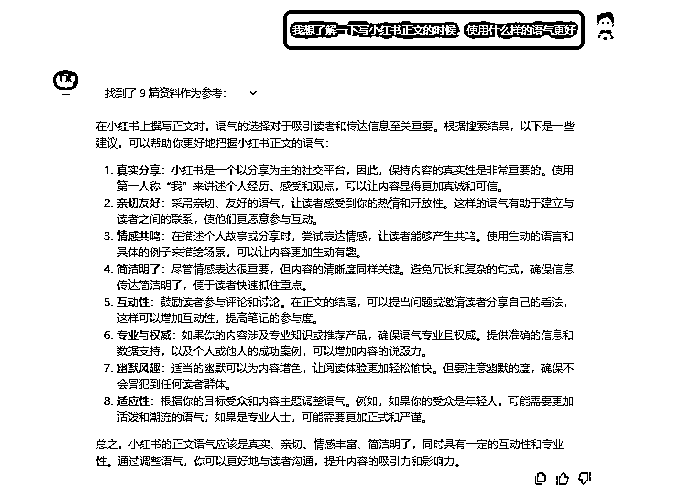 我想了解一下写小红书正文的时候，使用什么样的语气更好
找到了 9 篇资料作为参考：
在小红书上撰写正文时，语气的选择对于吸引读者和传达信息至关重要。根据搜索结果，以下是一些
建议，可以帮助你更好地把握小红书正文的语气：
1. 真实分享：小红书是一个以分享为主的社交平台，因此，保持内容的真实性是非常重要的。使用
第一人称“我”来讲述个人经历、感受和观点，可以让内容显得更加真诚和可信。
2. 亲切友好：采用亲切、友好的语气，让读者感受到你的热情和开放性。这样的语气有助于建立与
读者之间的联系，使他们更愿意参与互动。
3. 情感共鸣：在描述个人故事或分享时，尝试表达情感，让读者能够产生共鸣。使用生动的语言和
具体的例子来描绘场景，可以让内容更加生动有趣。
4. 简洁明了：尽管情感表达很重要，但内容的清晰度同样关键。避免冗长和复杂的句式，确保信息
传达简洁明了，便于读者快速抓住重点。
5. 互动性：鼓励读者参与评论和讨论。在正文的结尾，可以提出问题或邀请读者分享自己的看法，
这样可以增加互动性，提高笔记的参与度。
6. 专业与权威：如果你的内容涉及专业知识或推荐产品，确保语气专业且权威。提供准确的信息和
数据支持，以及个人或他人的成功案例，可以增加内容的说服力。
7. 幽默风趣：适当的幽默可以为内容增色，让阅读体验更加轻松愉快。但要注意幽默的度，确保不
会冒犯到任何读者群体。
8. 适应性：根据你的目标受众和内容主题调整语气。例如，如果你的受众是年轻人，可能需要更加
活泼和潮流的语气；如果是专业人士，可能需要更加正式和严谨。
总之，小红书的正文语气应该是真实、亲切、情感丰富、简洁明了，同时具有一定的互动性和专业
性。通过调整语气，你可以更好地与读者沟通，提升内容的吸引力和影响力。